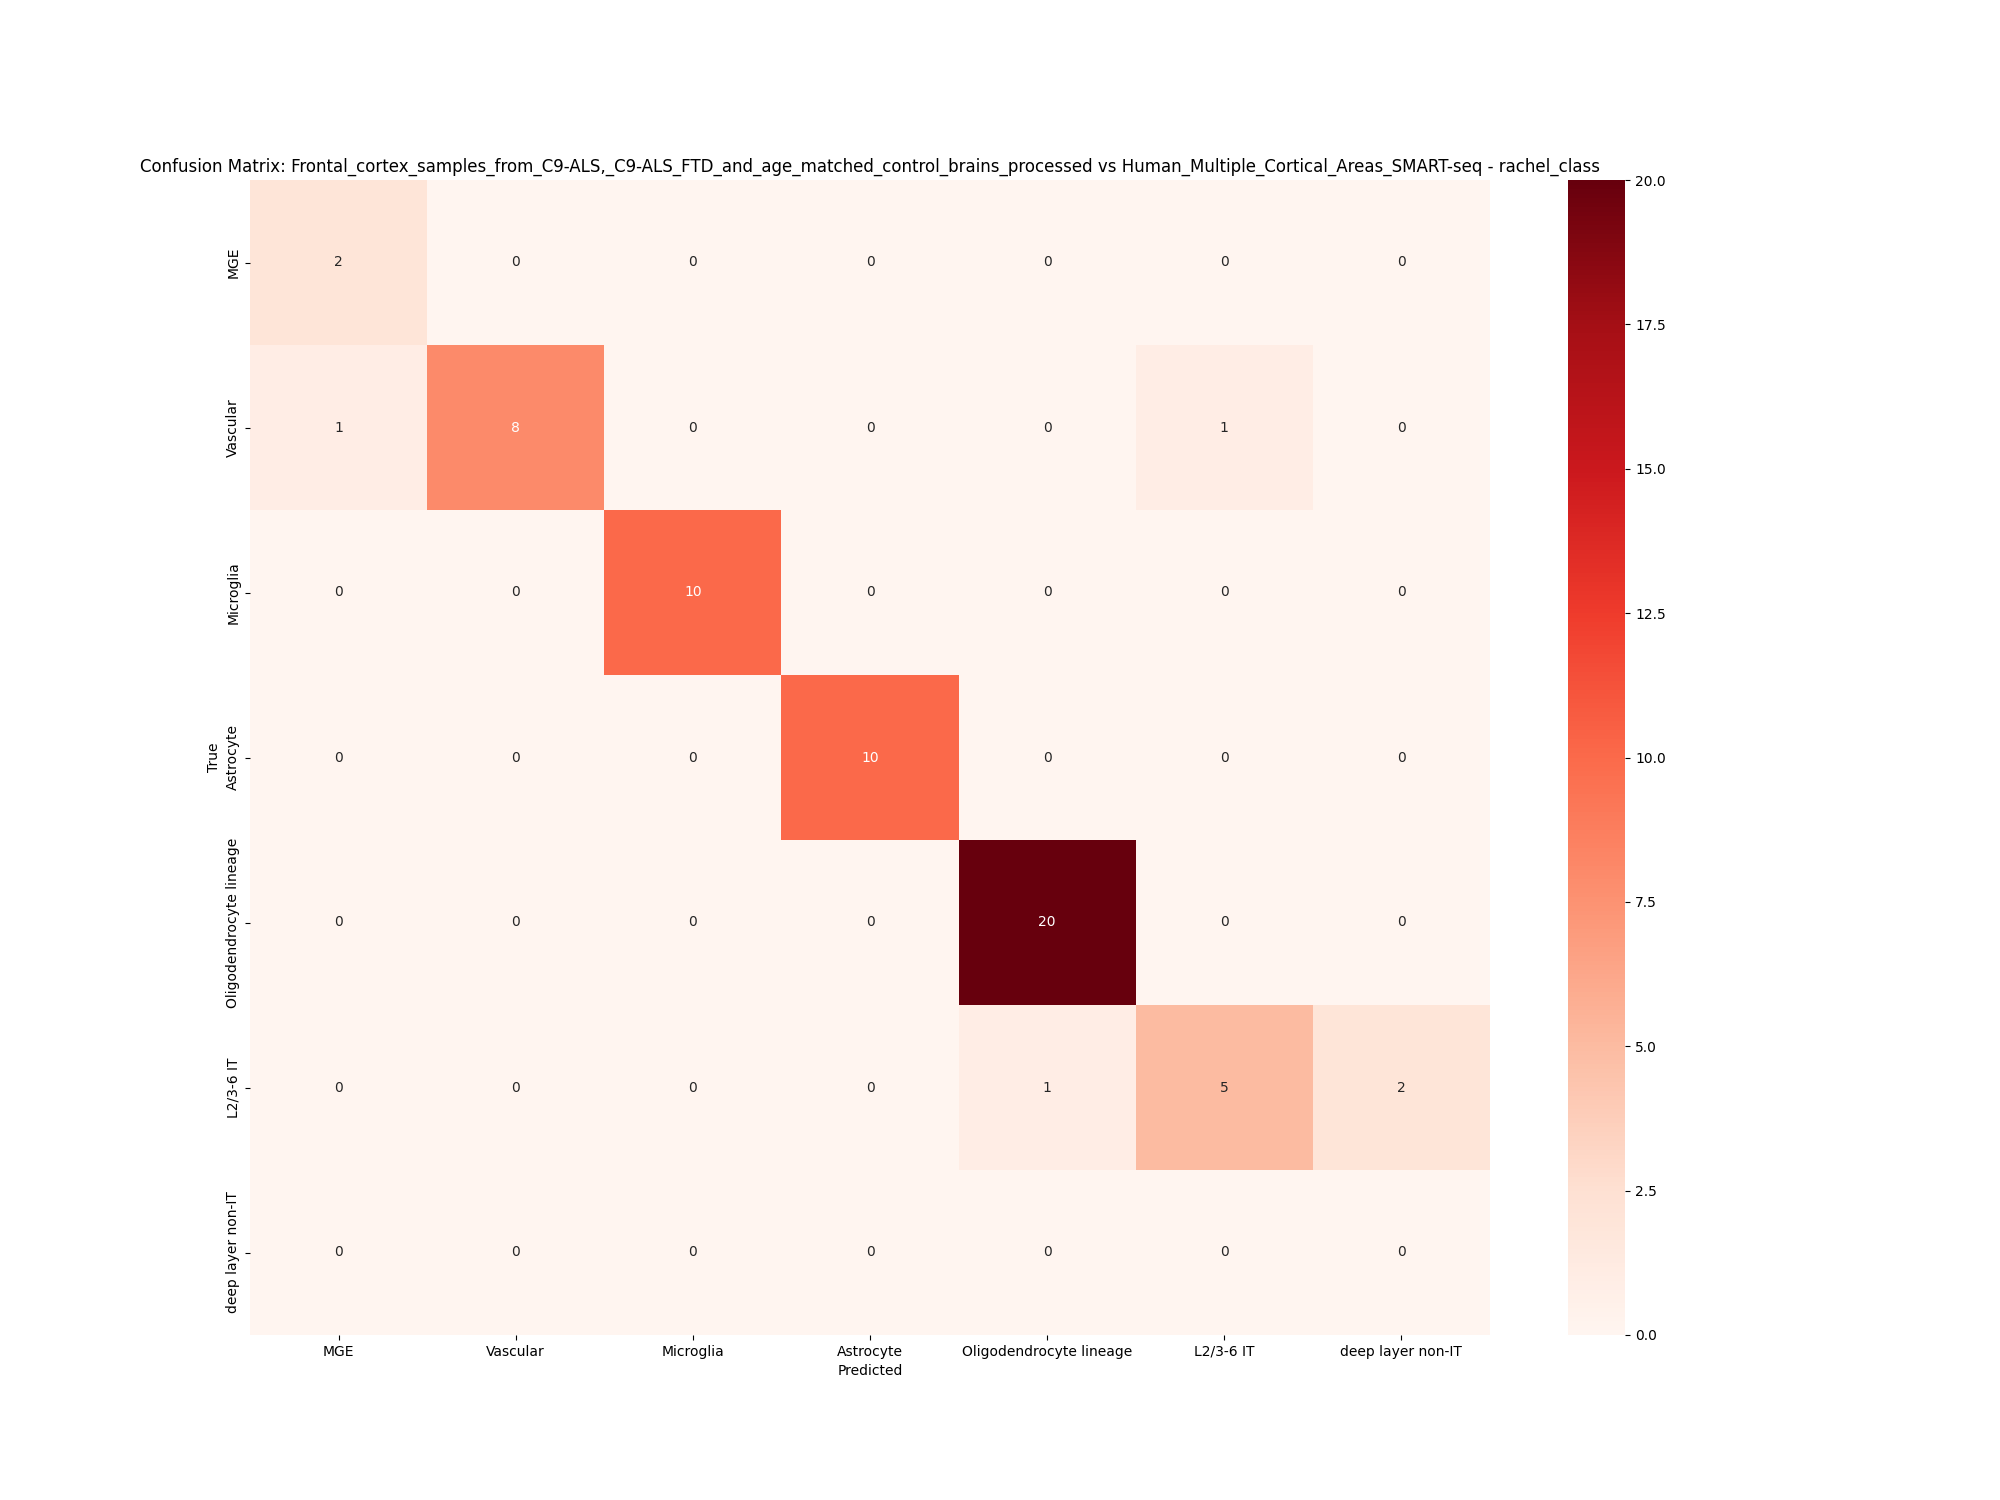 Confusion Matrix: Frontal_cortex_samples_from_C9-ALS,_C9-ALS_FTD_and_age_matched_control_brains_processed vs Human_Multiple_Cortical_Areas_SMART-seq - rachel_class
True
MGE
2 0 0 0 0 0 0
Vascular
1 8 0 0 0 1 0
Microglia
0 0 10 0 0 0 0
Astrocyte
0 0 0 10 0 0 0
Oligodendrocyte lineage
0 0 0 0 20 0 0
L2/3-6 IT
0 0 0 0 1 5 2
deep layer non-IT
0 0 0 0 0 0 0
MGE Vascular Microglia Astrocyte Oligodendrocyte lineage L2/3-6 IT deep layer non-IT
Predicted
20.0
17.5
15.0
12.5
10.0
7.5
5.0
2.5
0.0